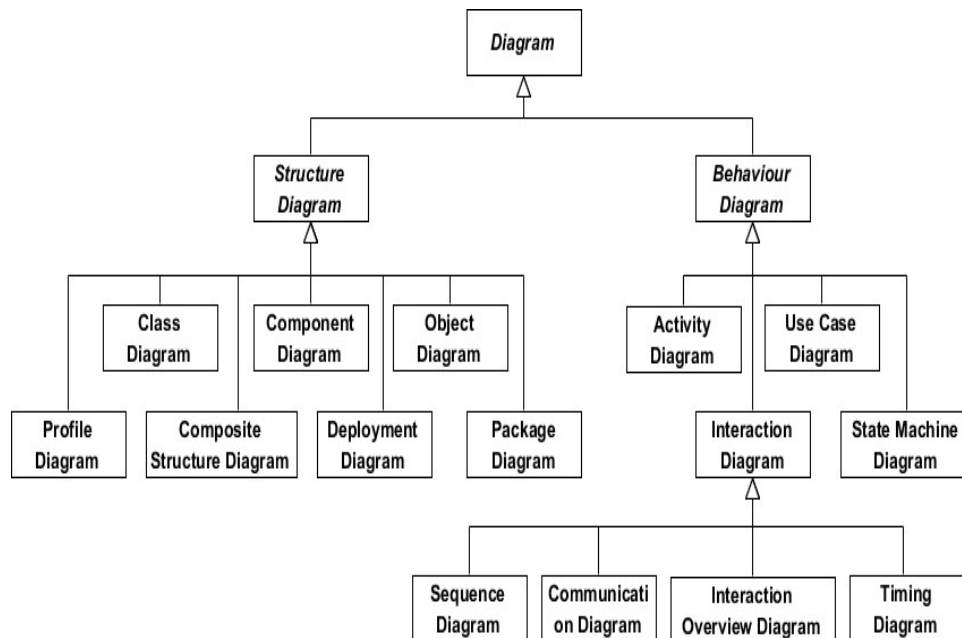 Diagram
Structure
Diagram
Behaviour
Diagram
Class
Diagram
Component
Diagram
Object
Diagram
Activity
Diagram
Use Case
Diagram
Profile
Diagram
Composite
Structure Diagram
Deployment
Diagram
Package
Diagram
Interaction
Diagram
State Machine
Diagram
Sequence
Diagram
Communicati
on Diagram
Interaction
Overview Diagram
Timing
Diagram